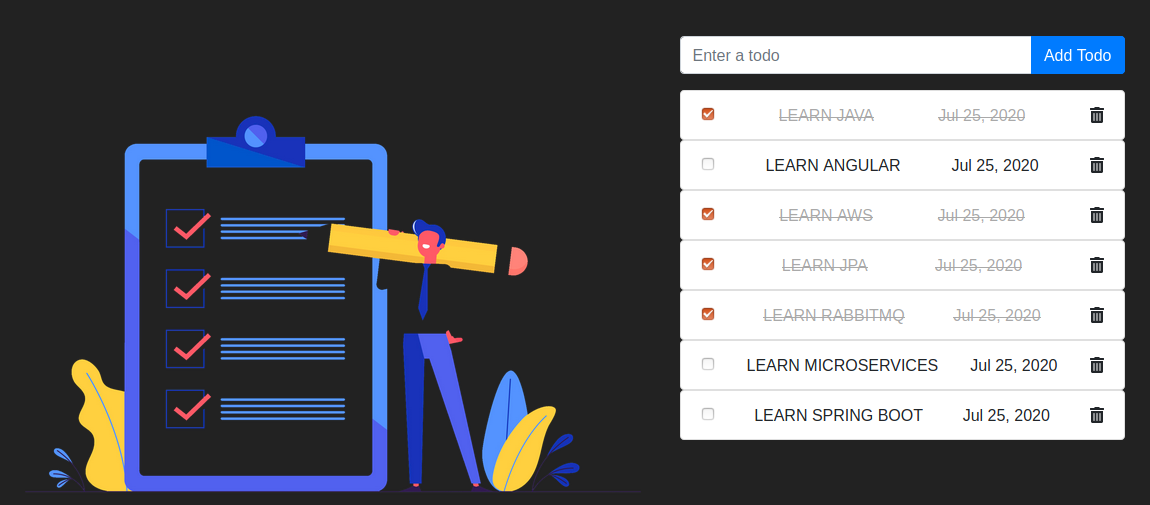 Enter a todo Add Todo
LEARN JAVA Jul 25, 2020
LEARN ANGULAR Jul 25, 2020
LEARN AWS Jul 25, 2020
LEARN JPA Jul 25, 2020
LEARN RABBITMQ Jul 25, 2020
LEARN MICROSERVICES Jul 25, 2020
LEARN SPRING BOOT Jul 25, 2020